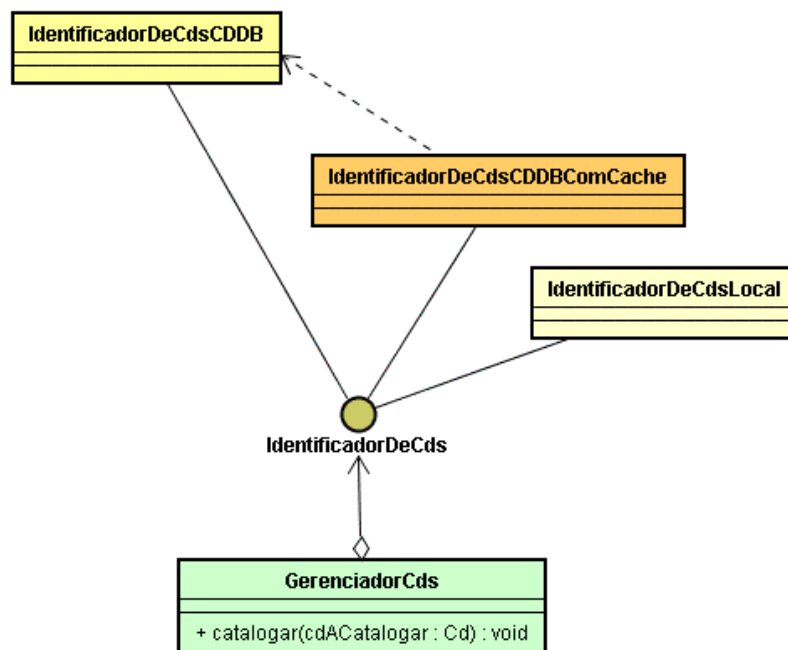 IdentificadorDeCdsCDDB
IdentificadorDeCdsCDDBComCache
IdentificadorDeCdsLocal
IdentificadorDeCds
GerenciadorCds
+ catalogar(cdACatalogar : Cd) : void